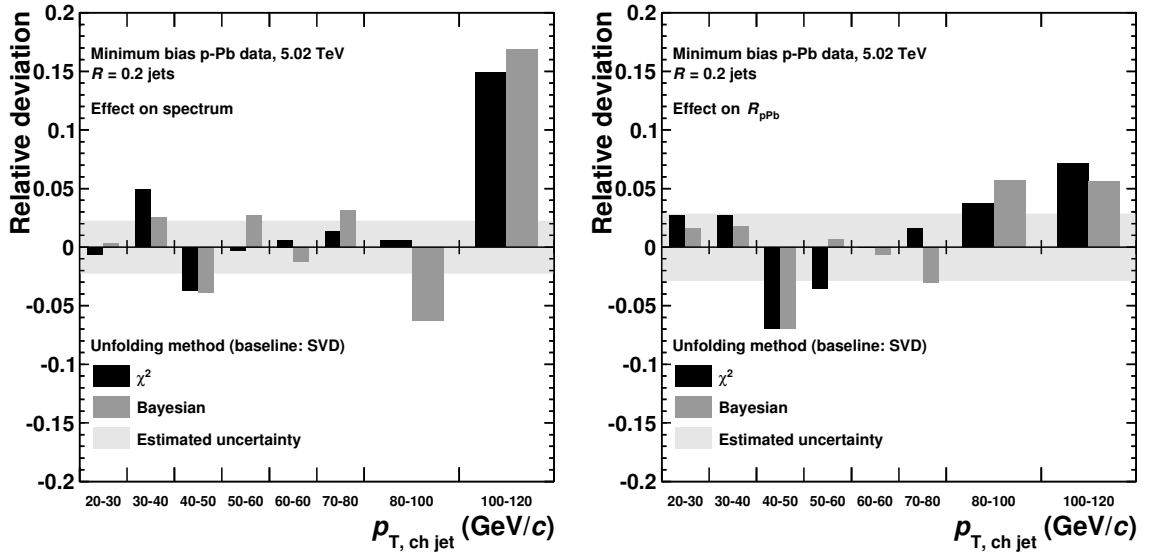 Relative deviation
0.2
0.15
0.1
0.05
0
-0.05
-0.1
-0.15
-0.2
Minimum bias p-Pb data, 5.02 TeV
R = 0.2 jets
Effect on spectrum
Unfolding method (baseline: SVD)
χ²
Bayesian
Estimated uncertainty
20-30 30-40 40-50 50-60 60-60 70-80 80-100 100-120
p_T, ch jet (GeV/c)
Relative deviation
0.2
0.15
0.1
0.05
0
-0.05
-0.1
-0.15
-0.2
Minimum bias p-Pb data, 5.02 TeV
R = 0.2 jets
Effect on R_pPb
Unfolding method (baseline: SVD)
χ²
Bayesian
Estimated uncertainty
20-30 30-40 40-50 50-60 60-60 70-80 80-100 100-120
p_T, ch jet (GeV/c)